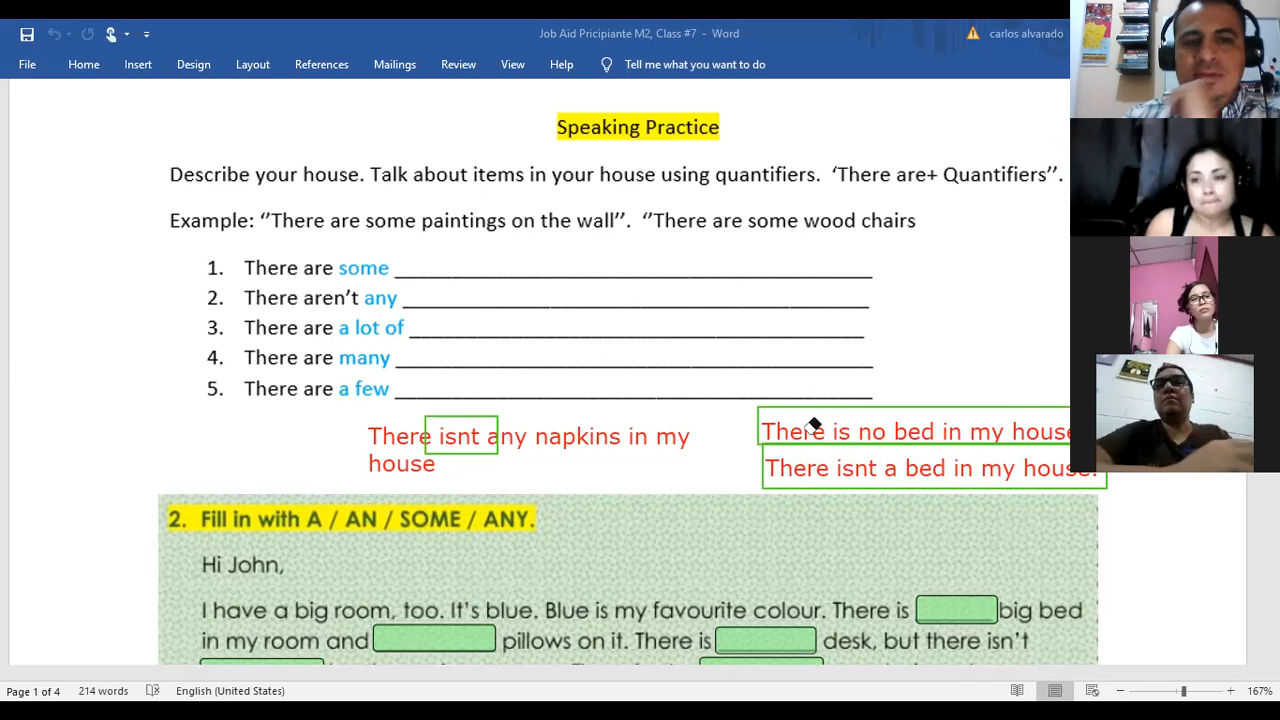 Job Aid Pricipiante M2, Class #7 - Word
carlos alvarado
File Home Insert Design Layout References Mailings Review View Help Tell me what you want to do
Speaking Practice
Describe your house. Talk about items in your house using quantifiers. ‘There are+ Quantifiers’’.
Example: ‘’There are some paintings on the wall’’. ‘’There are some wood chairs
1. There are some ____________________
2. There aren’t any ____________________
3. There are a lot of ____________________
4. There are many ____________________
5. There are a few ____________________
There isnt any napkins in my
house
There is no bed in my house
There isnt a bed in my house.
2. Fill in with A / AN / SOME / ANY.
Hi John,
I have a big room, too. It’s blue. Blue is my favourite colour. There is big bed
in my room and pillows on it. There is desk, but there isn’t
Page 1 of 4 214 words English (United States) 167%